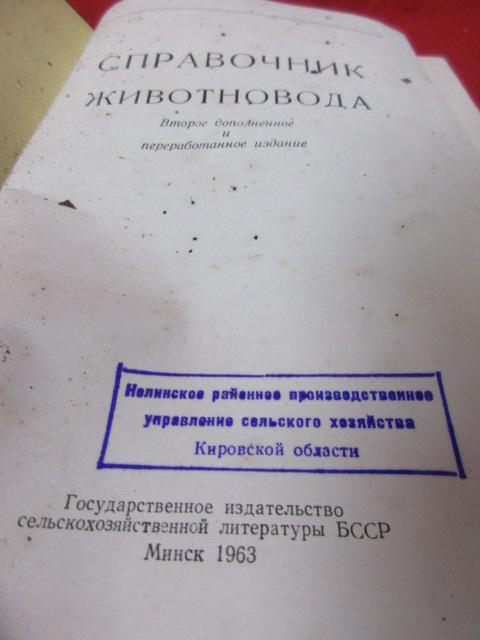 СПРАВОЧНИК
ЖИВОТНОВОДА
Второе дополненное
и
переработанное издание
Нолинское районное производственное
управление сельского хозяйства
Кировской области
Государственное издательство
сельскохозяйственной литературы БССР
Минск 1963